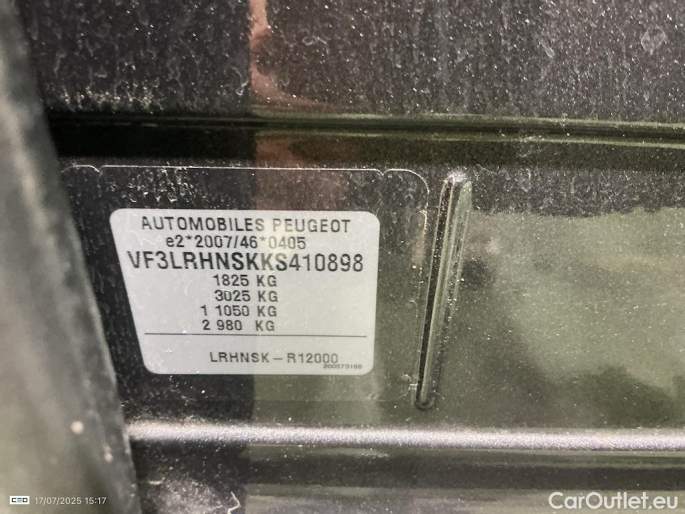 AUTOMOBILES PEUGEOT
e2*2007/46*0405
VF3LRHNSKKS410898
1825 KG
3025 KG
1 1050 KG
2 980 KG
LRHNSK-R12000
CED 17/07/2025 15:17
CarOutlet.eu